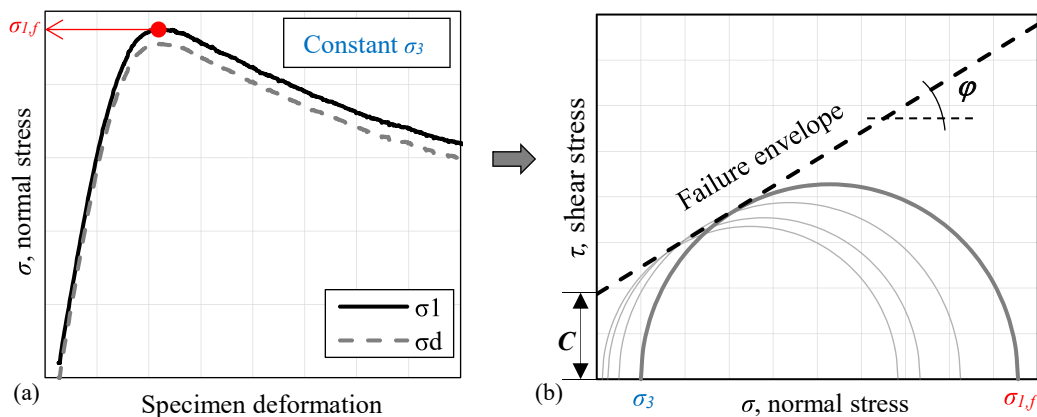 σ1,f
Constant σ3
σ, normal stress
σ1
σd
(a)
Specimen deformation
τ, shear stress
Failure envelope
φ
C
(b)
σ3
σ, normal stress
σ1,f